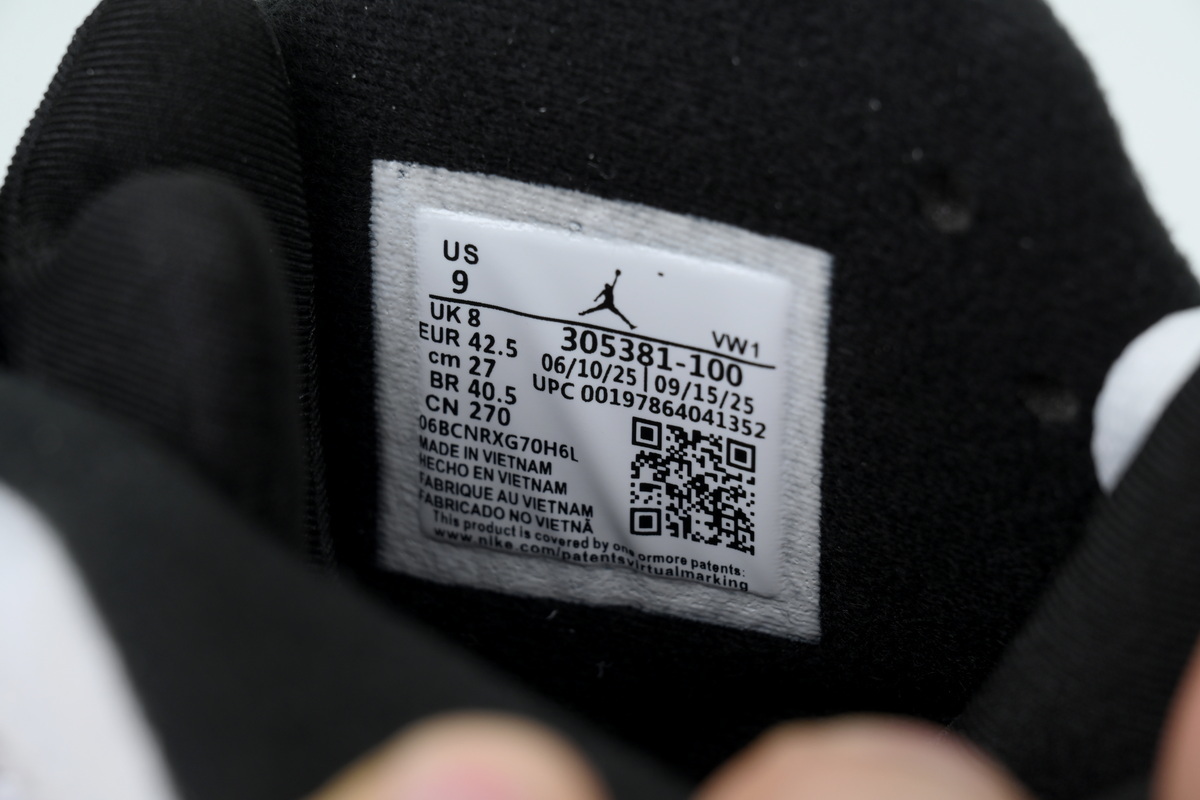 US
9
VW1
UK 8
EUR 42.5
cm 27
BR 40.5
CN 270
305381-100
06/10/25 | 09/15/25
UPC 00197864041352
06BCNRXG70H6L
MADE IN VIETNAM
HECHO EN VIETNAM
FABRIQUE AU VIETNAM
FABRICADO NO VIETNÃ
This product is covered by one ormore patents:
www.nike.com/patentsvirtualmarking